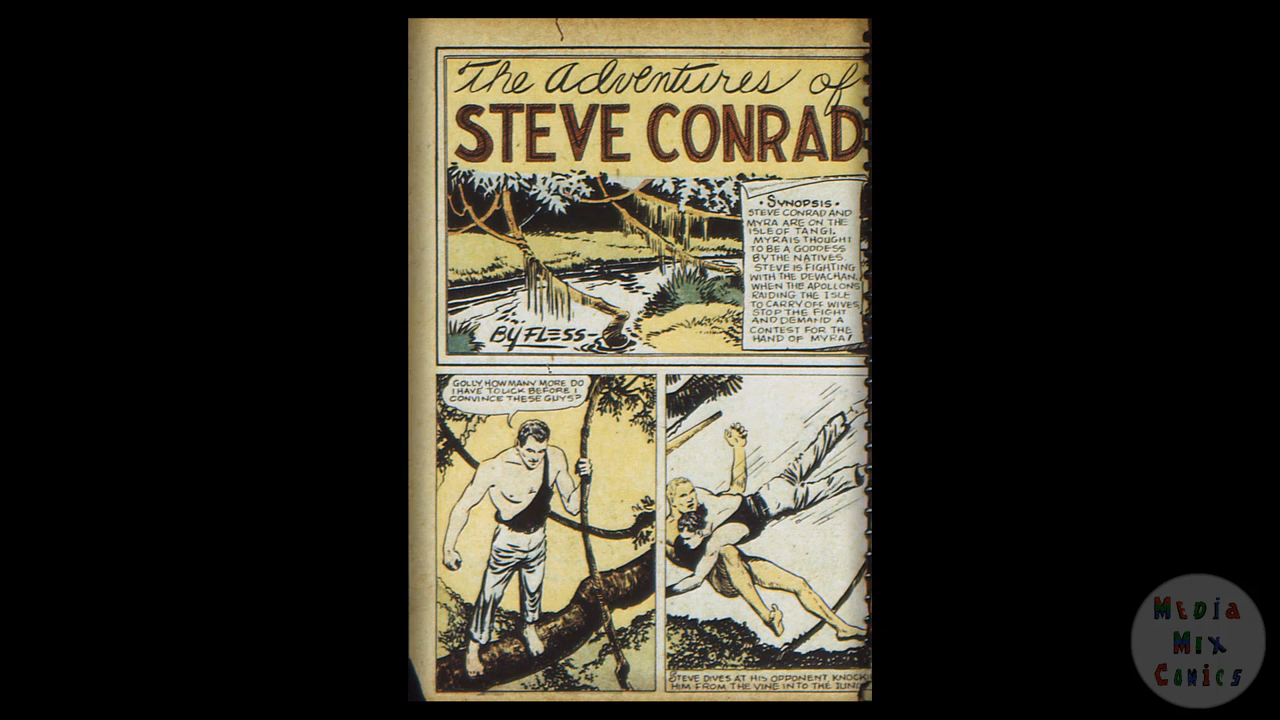 The Adventures of
STEVE CONRAD
• SYNOPSIS •
STEVE CONRAD AND
MYRA ARE ON THE
ISLE OF TANGI.
MYRA IS THOUGHT
TO BE A GODDESS
BY THE NATIVES.
STEVE IS FIGHTING
WITH THE DEVACHAN.
WHEN THE APOLLONS
RAIDING THE ISLE
TO CARRY OFF WIVES,
STOP THE FIGHT
AND DEMAND A
CONTEST FOR THE
HAND OF MYRA!
BY FLESS-
GOLLY HOW MANY MORE DO
I HAVE TO LICK BEFORE I
CONVINCE THESE GUYS?
STEVE DIVES AT HIS OPPONENT, KNOCKI
HIM FROM THE VINE INTO THE JUNG
MEDIA
MIX
COMICS